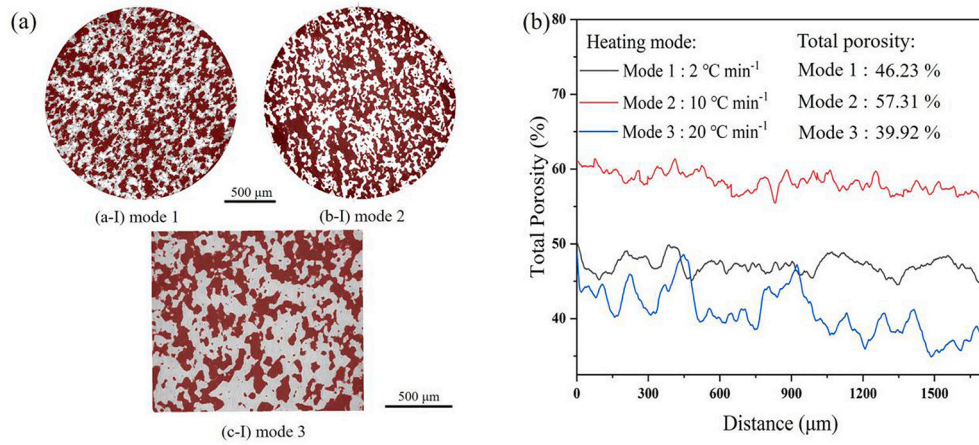 (a)
500 μm
(a-I) mode 1
(b-I) mode 2
500 μm
(c-I) mode 3
(b)
80
70
60
50
40
Total Porosity (%)
Heating mode:
Mode 1 : 2 ℃ min⁻¹
Mode 2 : 10 ℃ min⁻¹
Mode 3 : 20 ℃ min⁻¹
Total porosity:
Mode 1 : 46.23 %
Mode 2 : 57.31 %
Mode 3 : 39.92 %
0 300 600 900 1200 1500
Distance (μm)